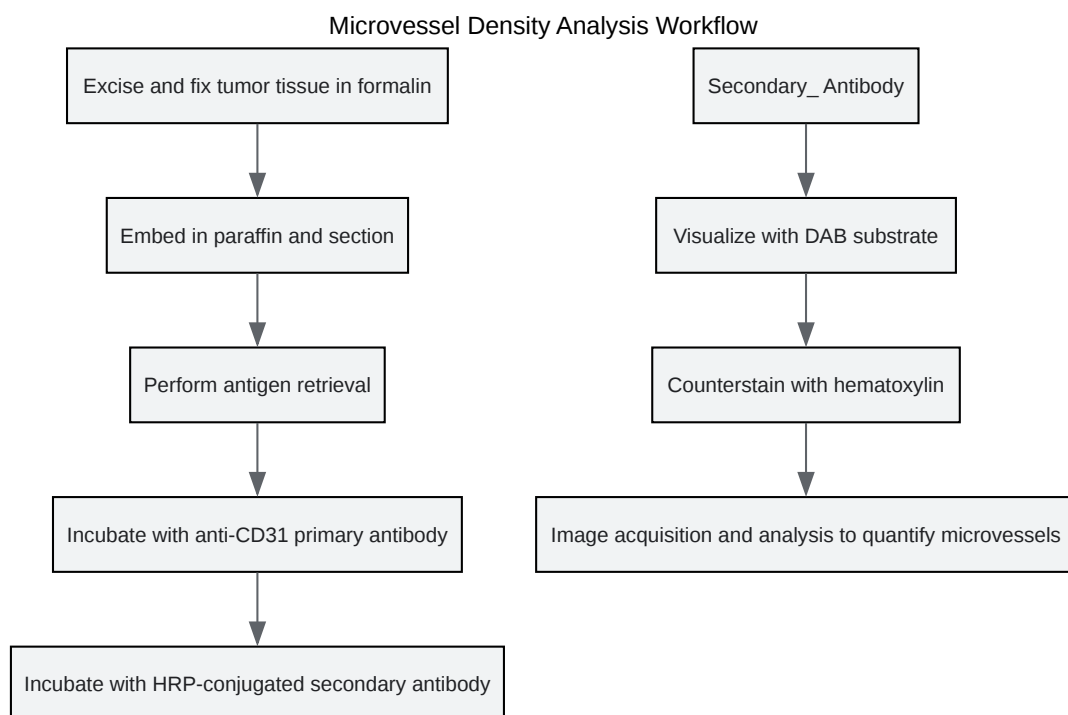 Microvessel Density Analysis Workflow
Excise and fix tumor tissue in formalin
Embed in paraffin and section
Perform antigen retrieval
Incubate with anti-CD31 primary antibody
Incubate with HRP-conjugated secondary antibody
Secondary_ Antibody
Visualize with DAB substrate
Counterstain with hematoxylin
Image acquisition and analysis to quantify microvessels